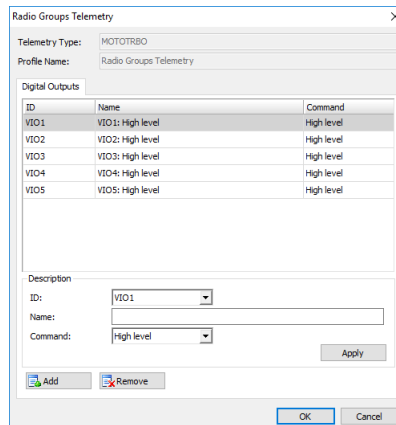 Radio Groups Telemetry
Telemetry Type: MOTOTRBO
Profile Name: Radio Groups Telemetry
Digital Outputs
ID Name Command
VIO1 VIO1: High level High level
VIO2 VIO2: High level High level
VIO3 VIO3: High level High level
VIO4 VIO4: High level High level
VIO5 VIO5: High level High level
Description
ID: VIO1
Name:
Command: High level
Apply
Add Remove
OK Cancel